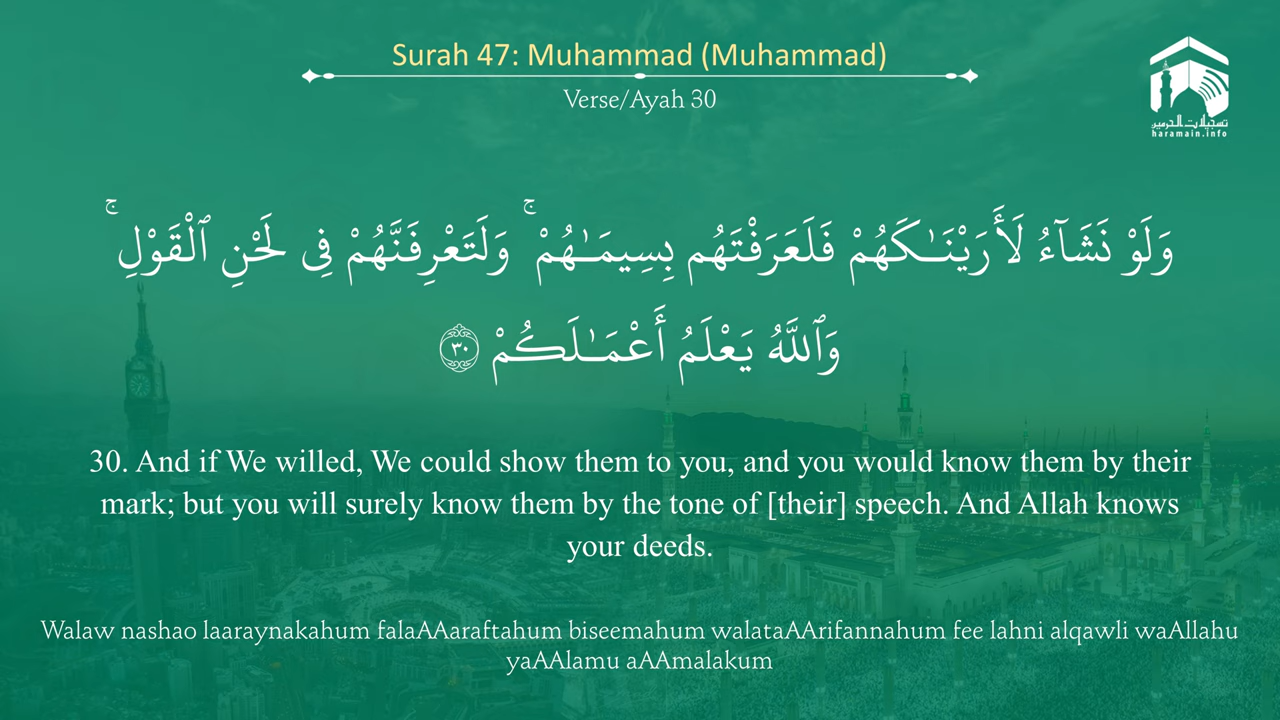 Surah 47: Muhammad (Muhammad)
Verse/Ayah 30
تسجيلات الحرمين
haramain.info
وَلَوْ نَشَآءُ لَأَرَيْنَـٰكَهُمْ فَلَعَرَفْتَهُم بِسِيمَـٰهُمْ ۚ وَلَتَعْرِفَنَّهُمْ فِى لَحْنِ ٱلْقَوْلِ ۚ
وَٱللَّهُ يَعْلَمُ أَعْمَـٰلَكُمْ ٣٠
30. And if We willed, We could show them to you, and you would know them by their
mark; but you will surely know them by the tone of [their] speech. And Allah knows
your deeds.
Walaw nashao laaraynakahum falaAAaraftahum biseemahum walataAArifannahum fee lahni alqawli waAllahu
yaAAlamu aAAmalakum